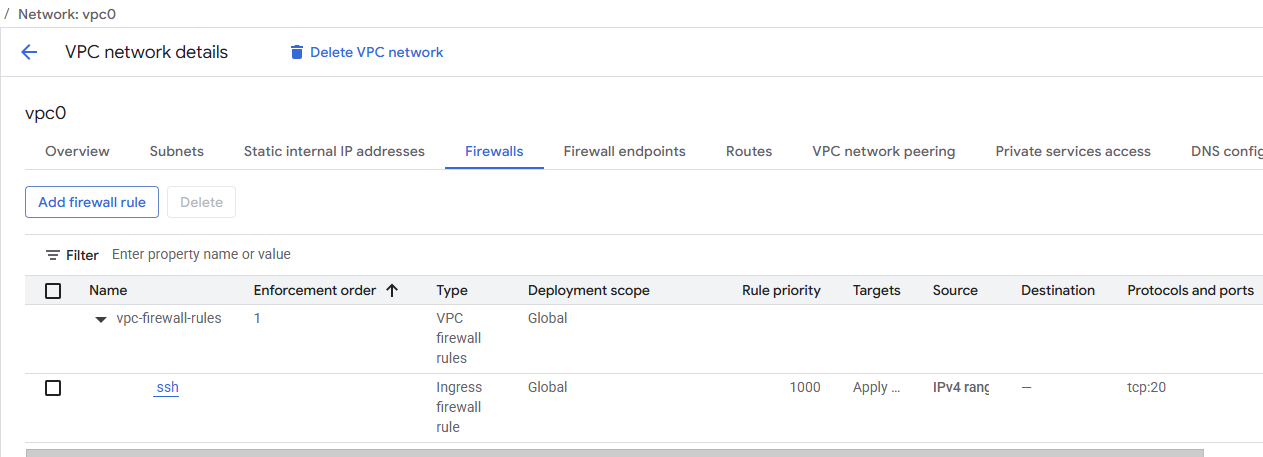 / Network: vpc0
VPC network details
Delete VPC network
vpc0
Overview Subnets Static internal IP addresses Firewalls Firewall endpoints Routes VPC network peering Private services access DNS config
Add firewall rule Delete
Filter Enter property name or value
Name Enforcement order Type Deployment scope Rule priority Targets Source Destination Protocols and ports
vpc-firewall-rules 1 VPC Global
firewall
rules
ssh Ingress Global 1000 Apply ... IPv4 rang — tcp:20
firewall
rule